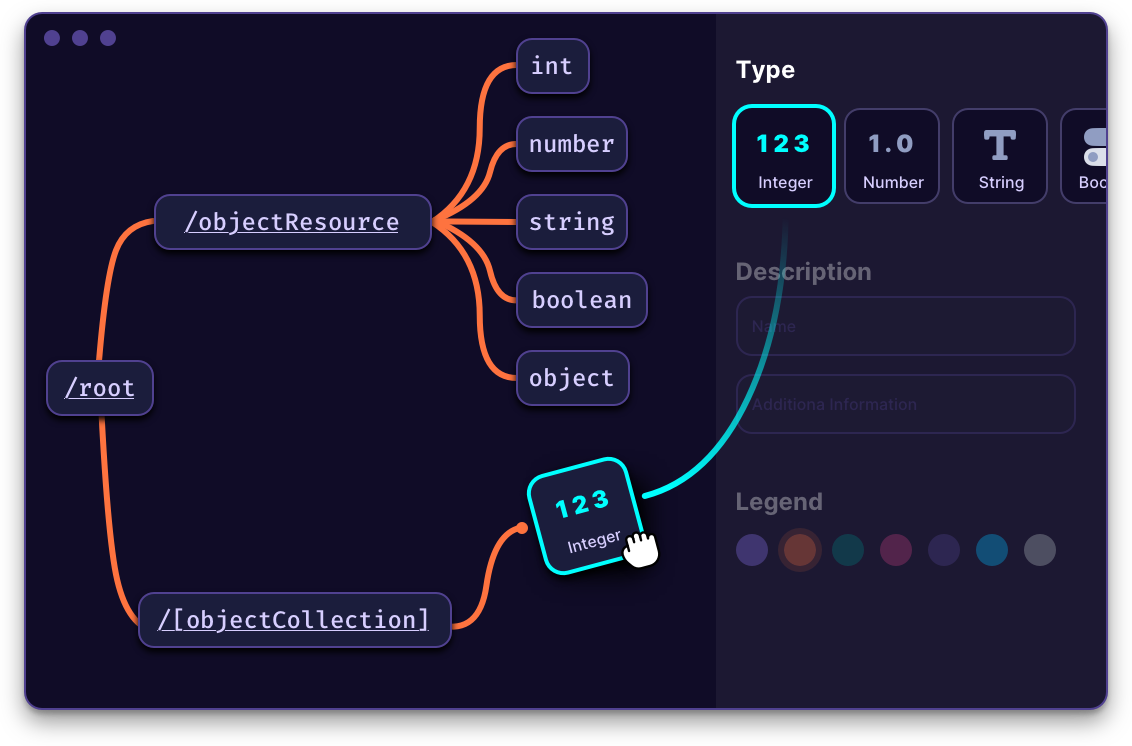 int
number
/objectResource
string
boolean
object
/root
123
Integer
/[objectCollection]
Type
123
Integer
1.0
Number
T
String
Boo
Description
Name
Additiona Information
Legend